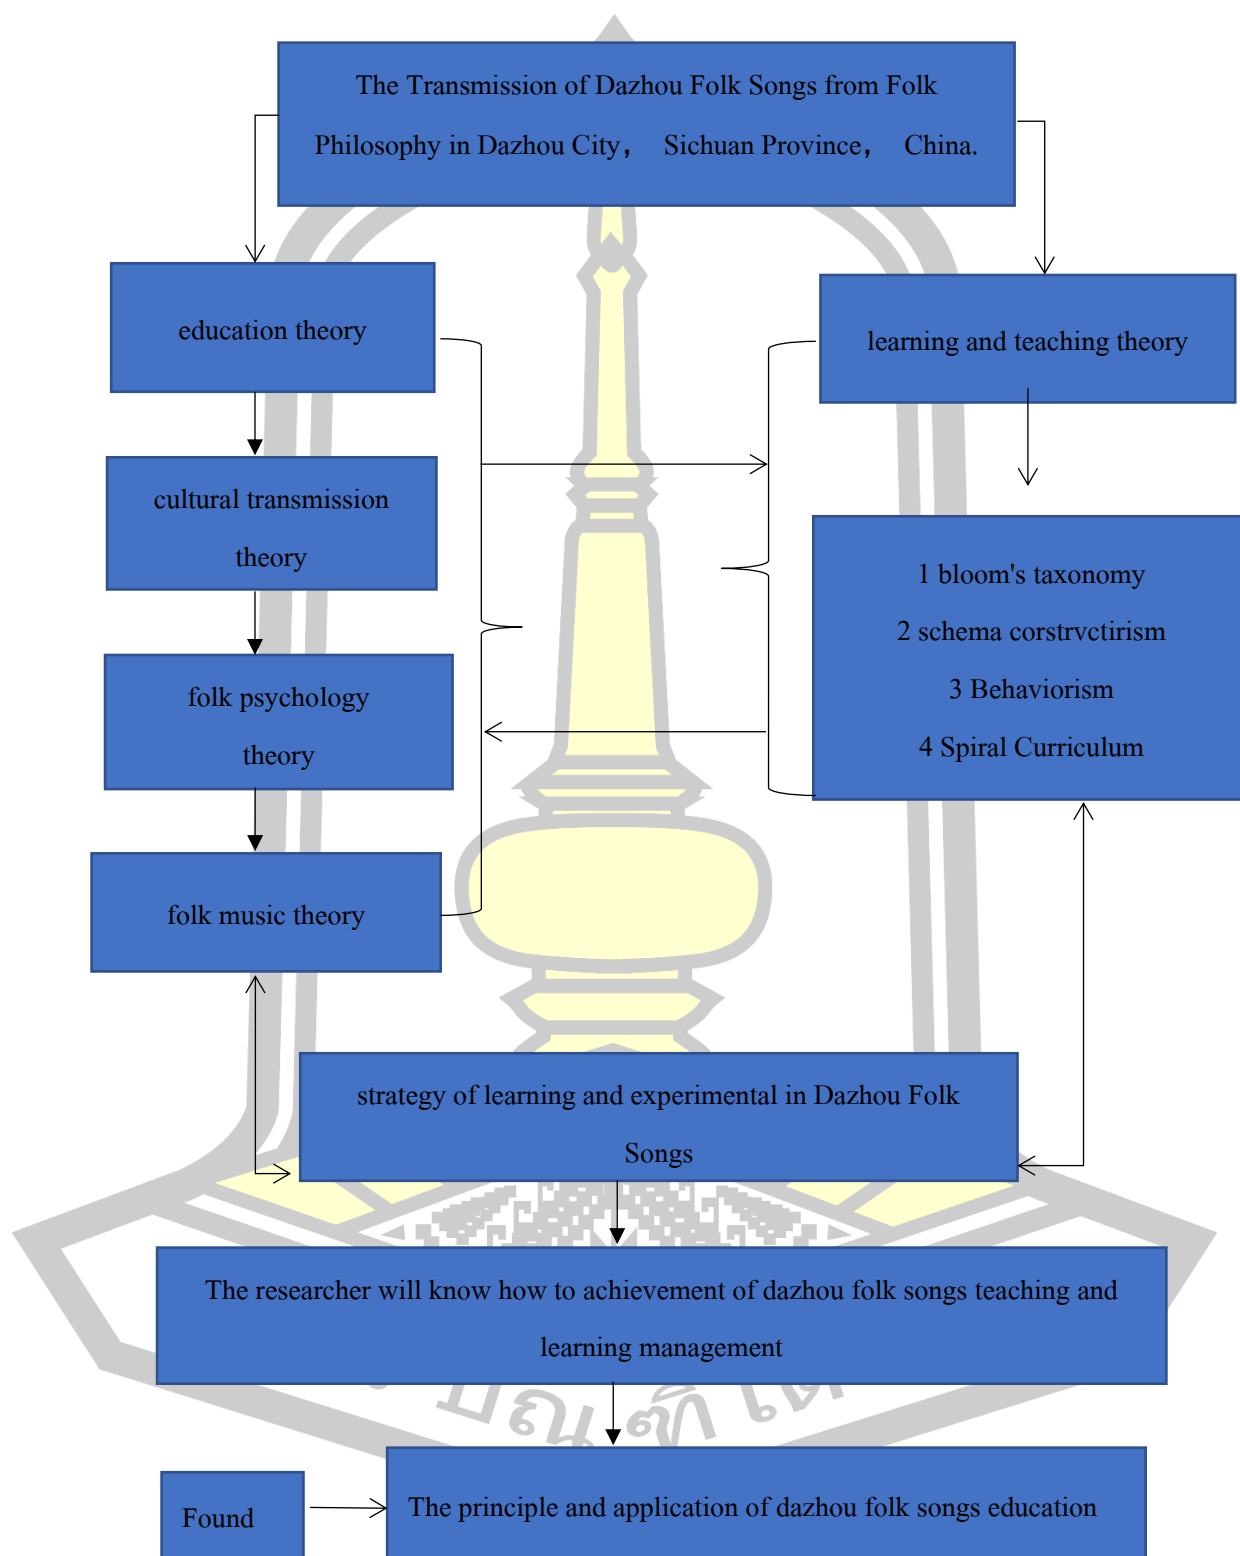 The Transmission of Dazhou Folk Songs from Folk
Philosophy in Dazhou City， Sichuan Province， China.
education theory
learning and teaching theory
cultural transmission
theory
1 bloom's taxonomy
2 schema corstrvctirism
3 Behaviorism
4 Spiral Curriculum
folk psychology
theory
folk music theory
strategy of learning and experimental in Dazhou Folk
Songs
The researcher will know how to achievement of dazhou folk songs teaching and
learning management
Found
The principle and application of dazhou folk songs education